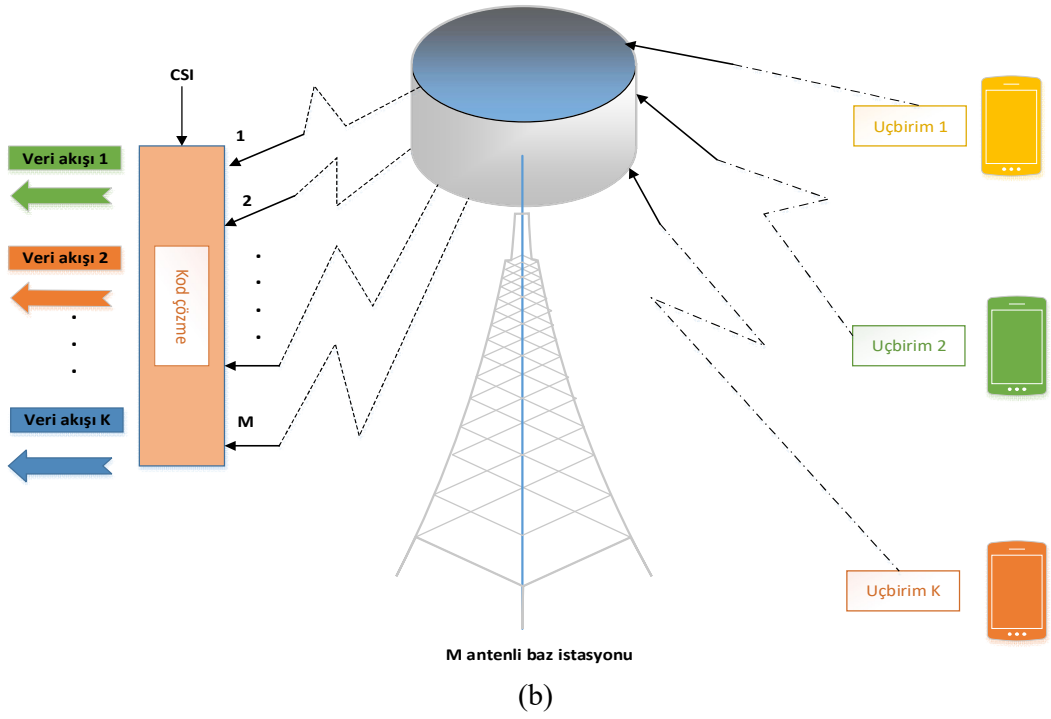 CSI
1
2
M
Veri akışı 1
Veri akışı 2
Veri akışı K
Kod çözme
Uçbirim 1
Uçbirim 2
Uçbirim K
M antenli baz istasyonu
(b)